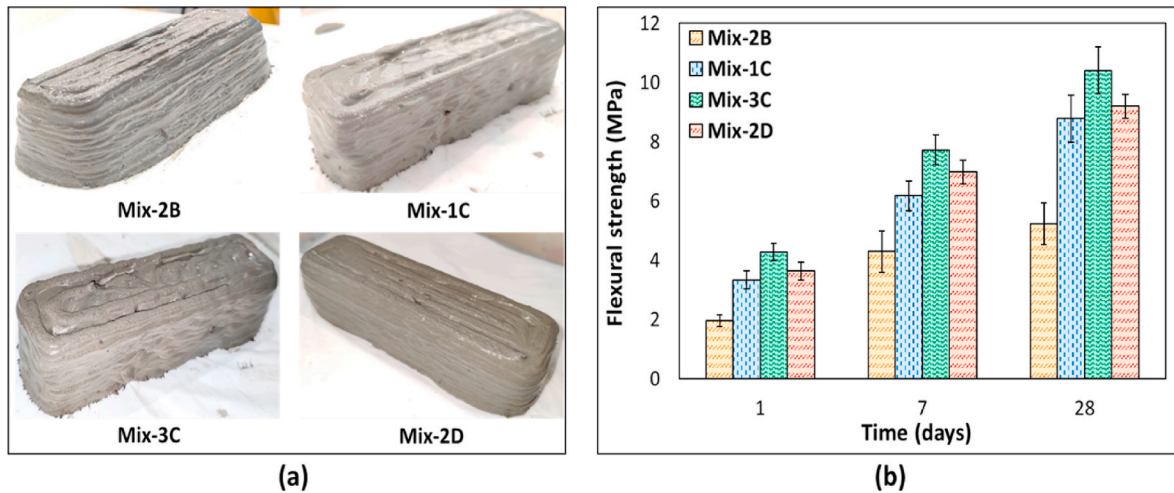 Mix-2B
Mix-1C
Mix-3C
Mix-2D
(a)
Flexural strength (MPa)
12
10
8
6
4
2
0
Mix-2B
Mix-1C
Mix-3C
Mix-2D
1 7 28
Time (days)
(b)